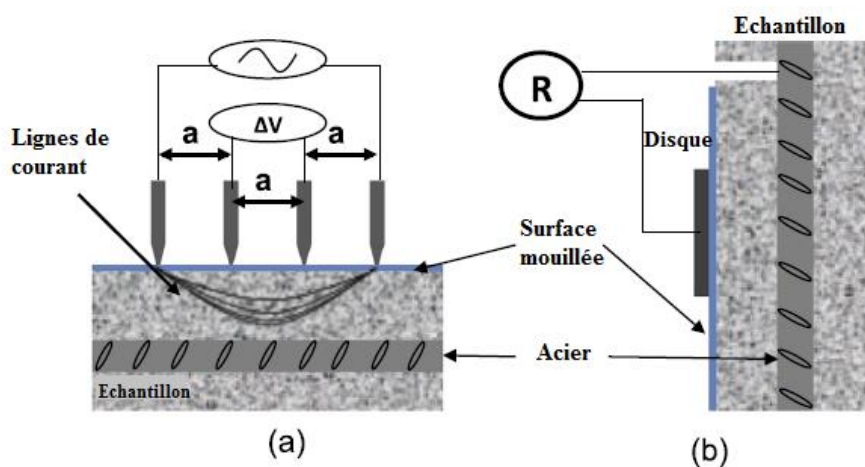 ΔV
a
a
a
Lignes de
courant
Surface
mouillée
Acier
Echantillon
(a)
Echantillon
R
Disque
(b)